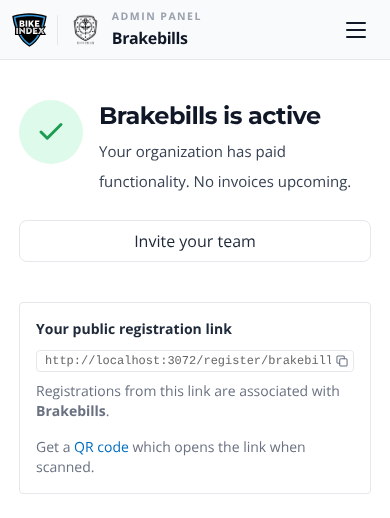 BIKE
INDEX
ADMIN PANEL
Brakebills
Brakebills is active
Your organization has paid
functionality. No invoices upcoming.
Invite your team
Your public registration link
http://localhost:3072/register/brakebill
Registrations from this link are associated with
Brakebills.
Get a QR code which opens the link when
scanned.